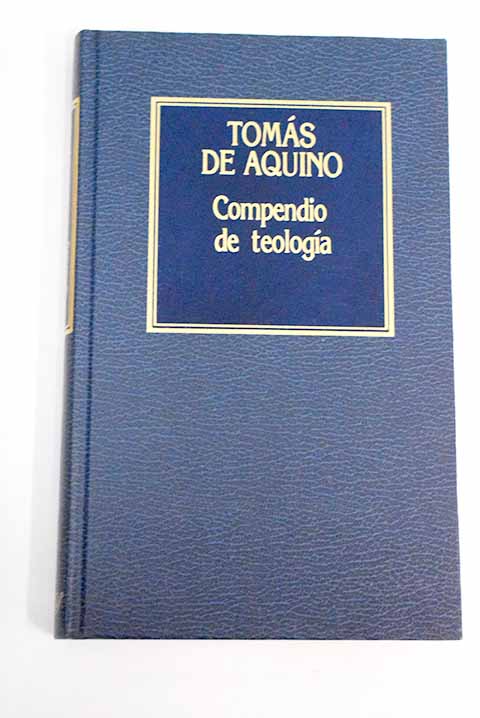 TOMÁS
DE AQUINO
Compendio
de teología